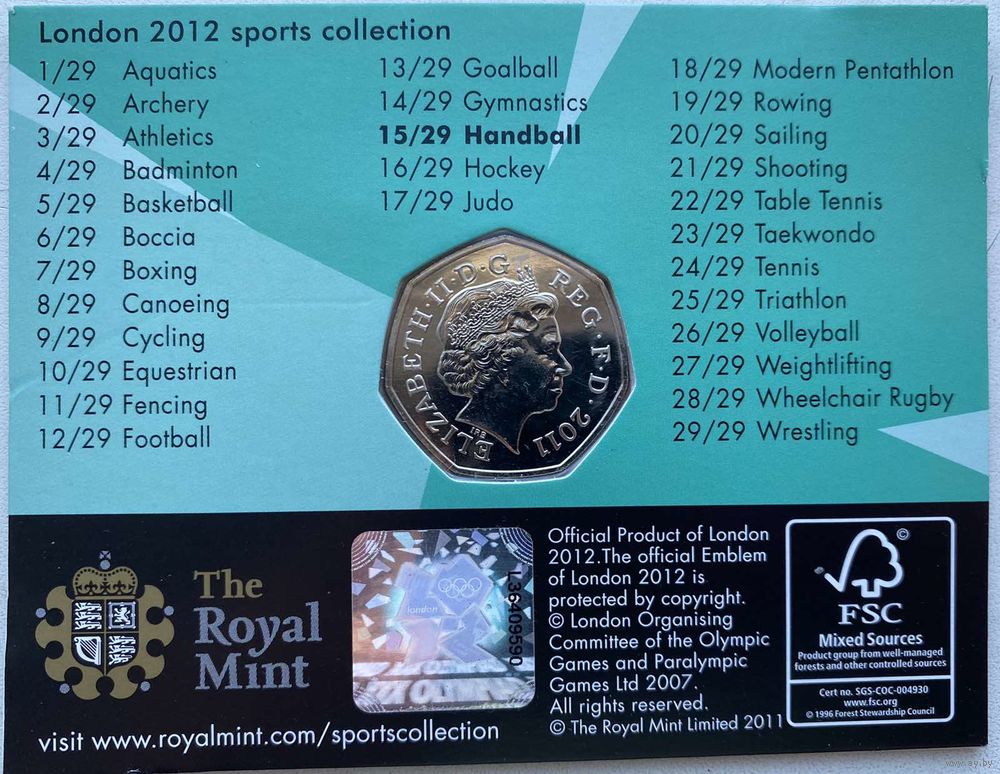 London 2012 sports collection
1/29 Aquatics
2/29 Archery
3/29 Athletics
4/29 Badminton
5/29 Basketball
6/29 Boccia
7/29 Boxing
8/29 Canoeing
9/29 Cycling
10/29 Equestrian
11/29 Fencing
12/29 Football
13/29 Goalball
14/29 Gymnastics
15/29 Handball
16/29 Hockey
17/29 Judo
18/29 Modern Pentathlon
19/29 Rowing
20/29 Sailing
21/29 Shooting
22/29 Table Tennis
23/29 Taekwondo
24/29 Tennis
25/29 Triathlon
26/29 Volleyball
27/29 Weightlifting
28/29 Wheelchair Rugby
29/29 Wrestling
ELIZABETH·II·D·G REG·F·D·2011
IRB
The
Royal
Mint
visit www.royalmint.com/sportscollection
london
L36409590
Official Product of London
2012.The official Emblem
of London 2012 is
protected by copyright.
© London Organising
Committee of the Olympic
Games and Paralympic
Games Ltd 2007.
All rights reserved.
© The Royal Mint Limited 2011
©
FSC
Mixed Sources
Product group from well-managed
forests and other controlled sources
Cert no. SGS-COC-004930
www.fsc.org
© 1996 Forest Stewardship Council
www.ay.by